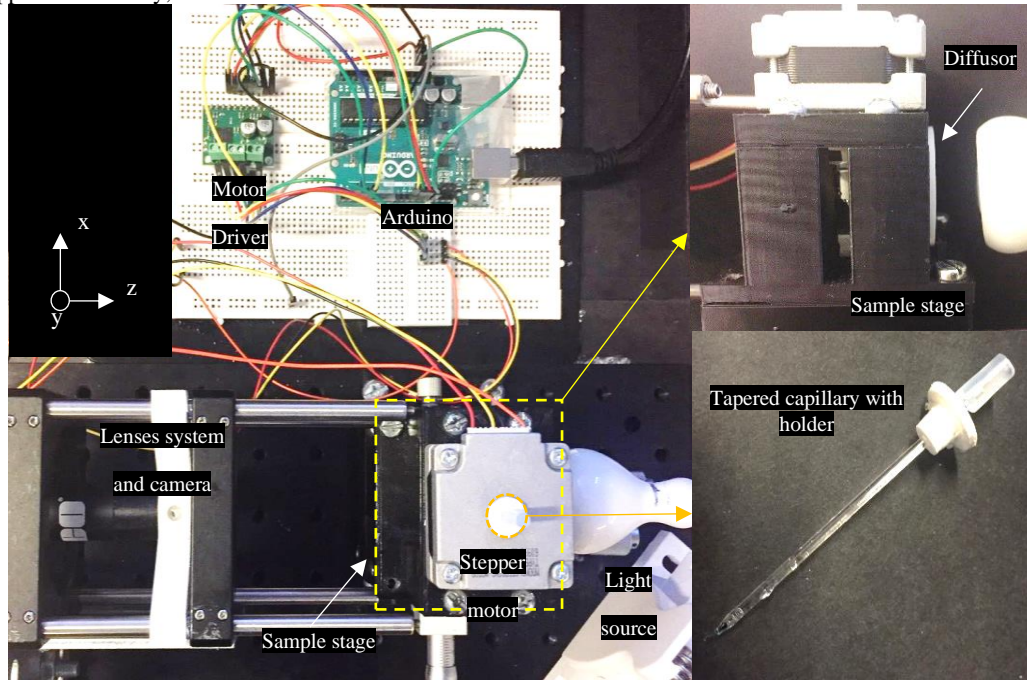 Motor
Driver
Arduino
ARDUINO
x
z
y
Diffusor
Sample stage
Tapered capillary with
holder
Lenses system
and camera
Stepper
motor
Light
source
Sample stage